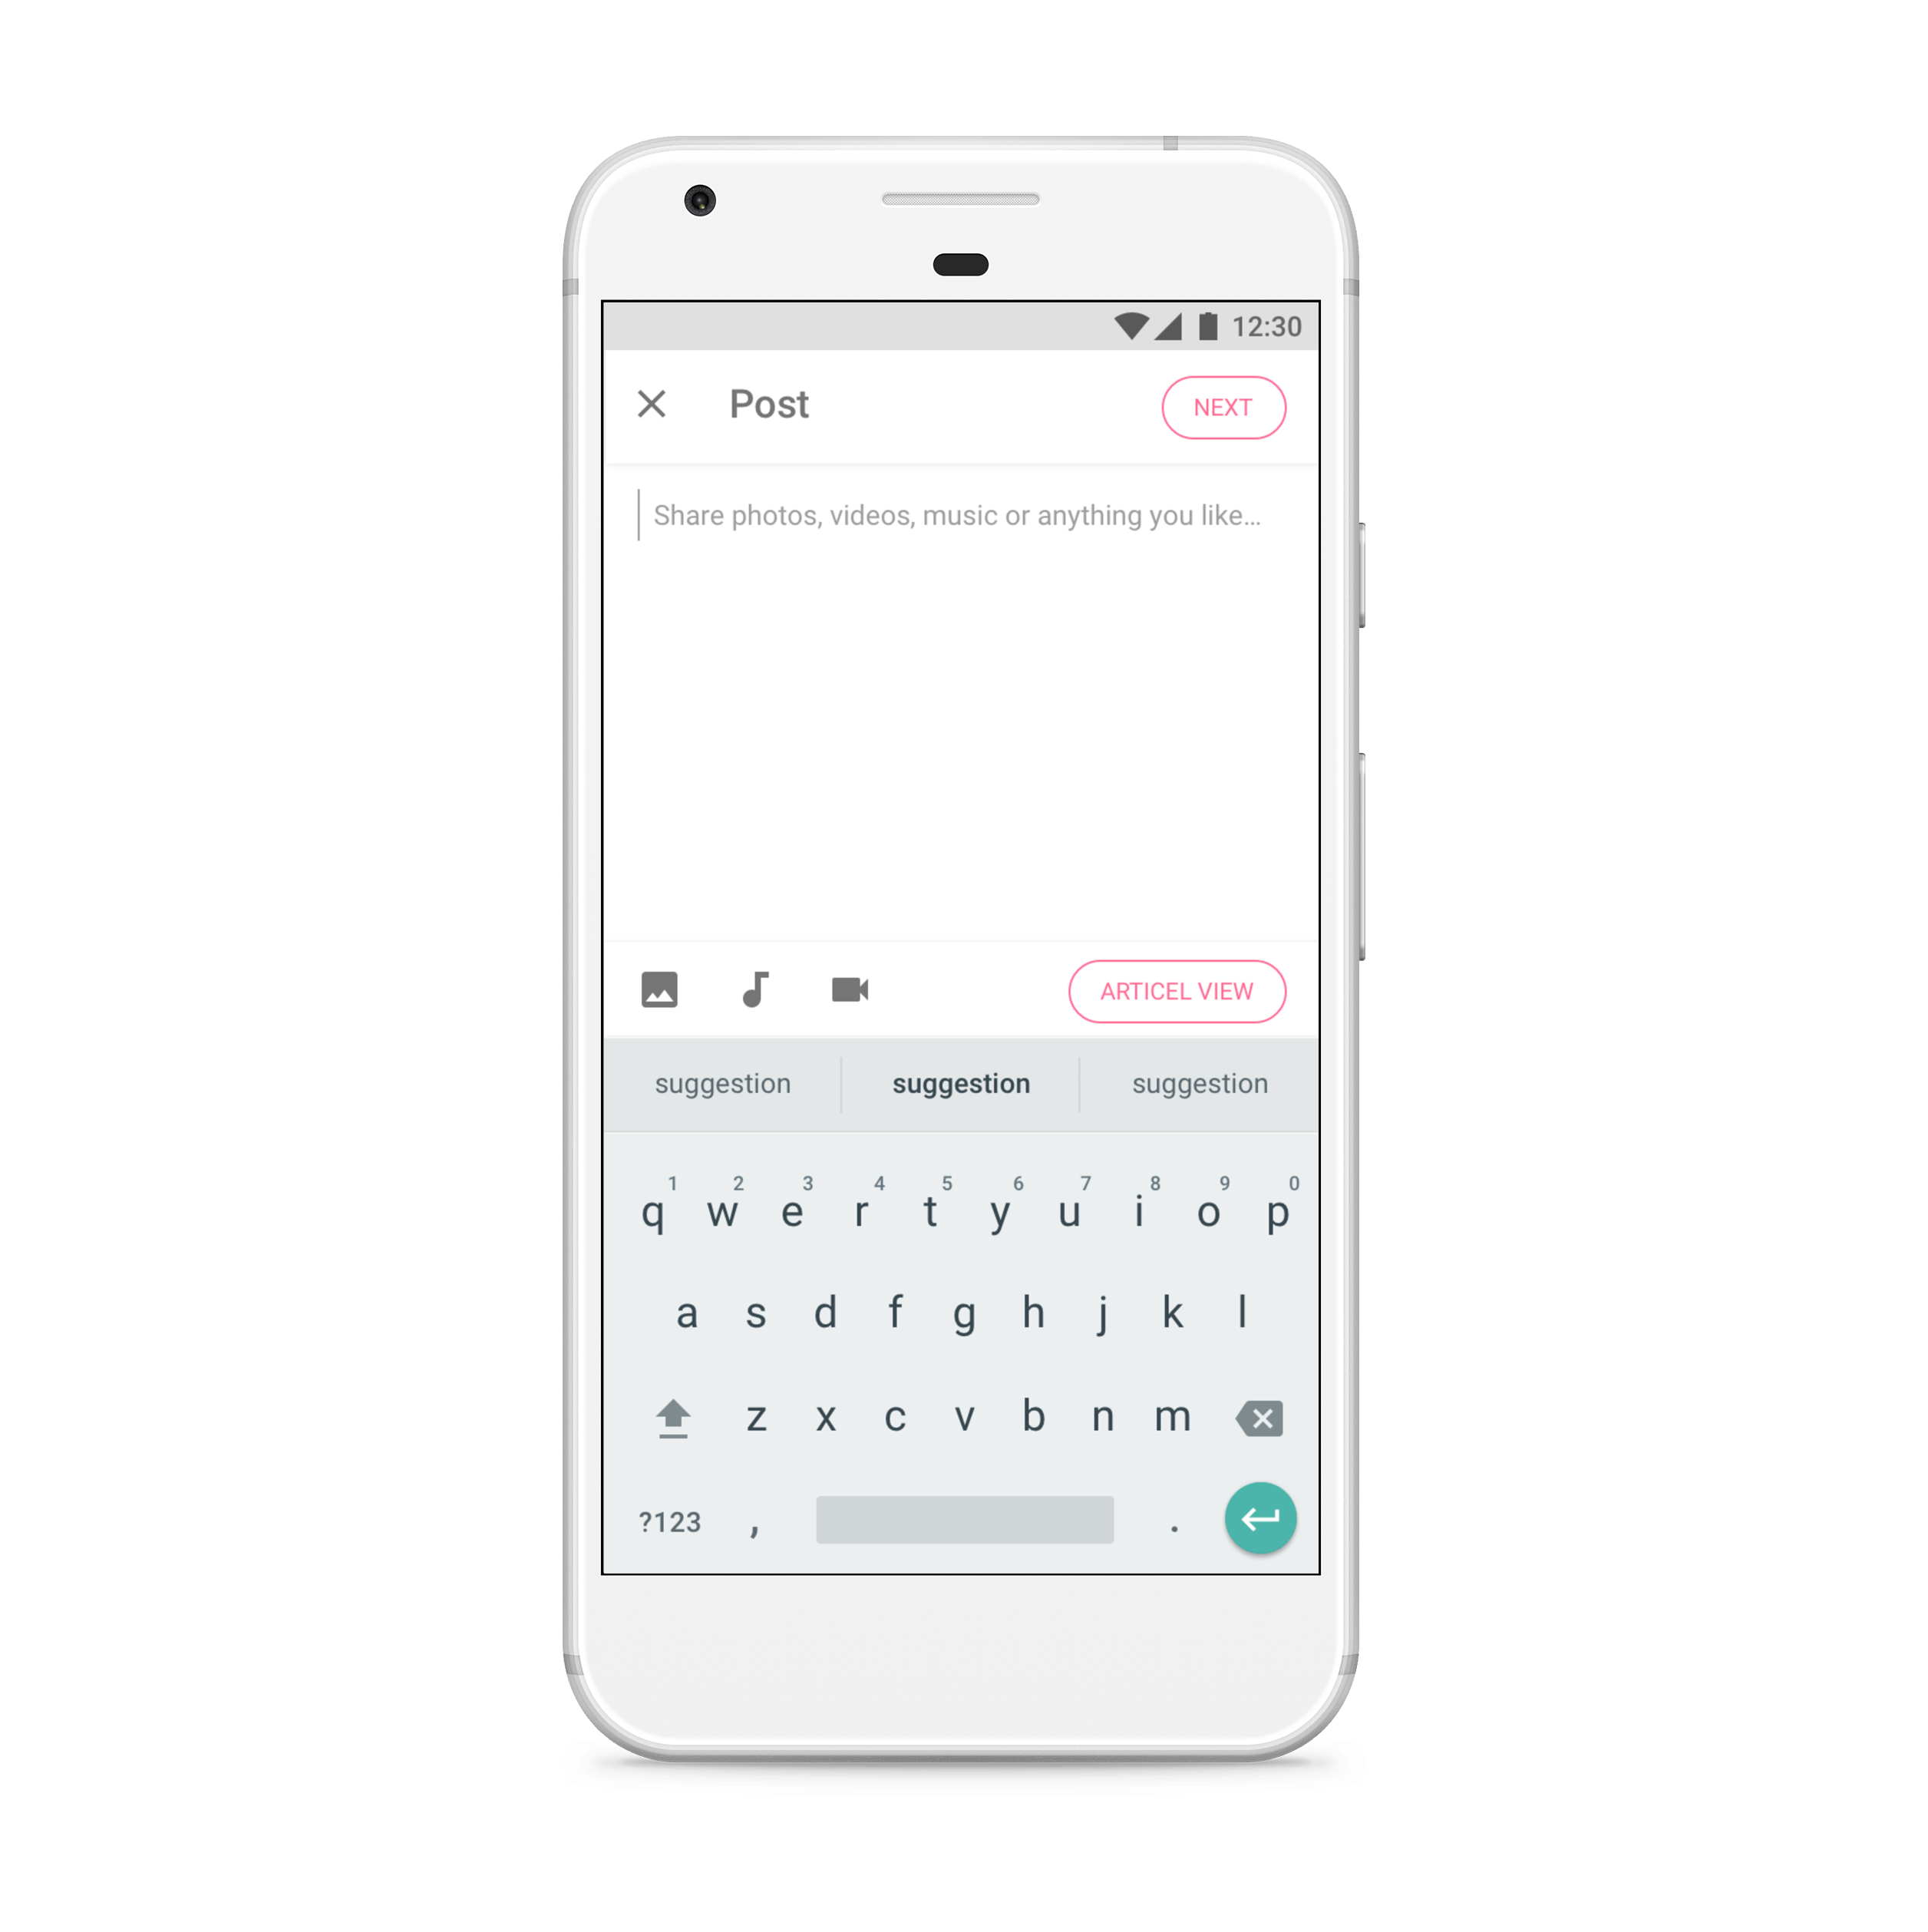 12:30
Post
NEXT
Share photos, videos, music or anything you like...
ARTICEL VIEW
suggestion suggestion suggestion
1 2 3 4 5 6 7 8 9 0
q w e r t y u i o p
a s d f g h j k l
z x c v b n m
?123 , .